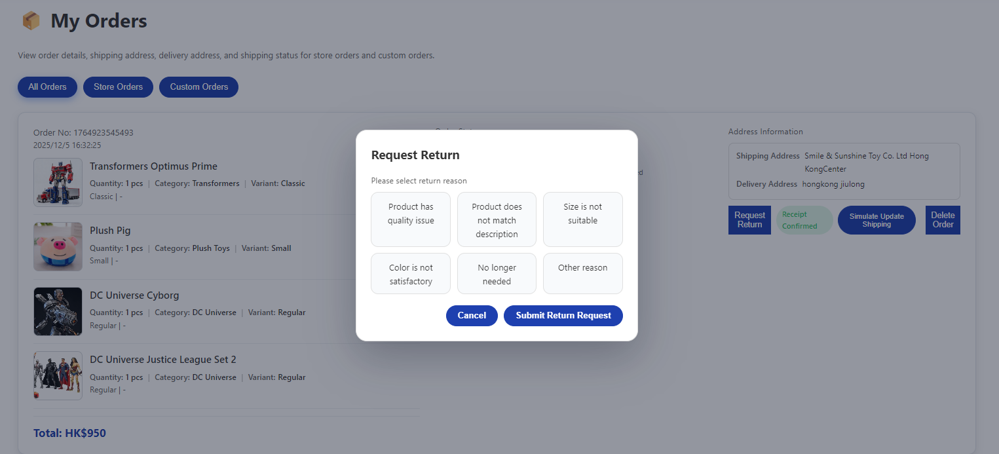 My Orders
View order details, shipping address, delivery address, and shipping status for store orders and custom orders.
All Orders
Store Orders
Custom Orders
Order No: 1764923545493
2025/12/5 16:32:25
Transformers Optimus Prime
Quantity: 1 pcs | Category: Transformers | Variant: Classic
Classic | -
Plush Pig
Quantity: 1 pcs | Category: Plush Toys | Variant: Small
Small | -
DC Universe Cyborg
Quantity: 1 pcs | Category: DC Universe | Variant: Regular
Regular | -
DC Universe Justice League Set 2
Quantity: 1 pcs | Category: DC Universe | Variant: Regular
Regular | -
Total: HK$950
Request Return
Please select return reason
Product has
quality issue
Product does
not match
description
Size is not
suitable
Color is not
satisfactory
No longer
needed
Other reason
Cancel
Submit Return Request
Address Information
Shipping Address Smile & Sunshine Toy Co. Ltd Hong
KongCenter
Delivery Address hongkong jiulong
Request
Return
Receipt
Confirmed
Simulate Update
Shipping
Delete
Order